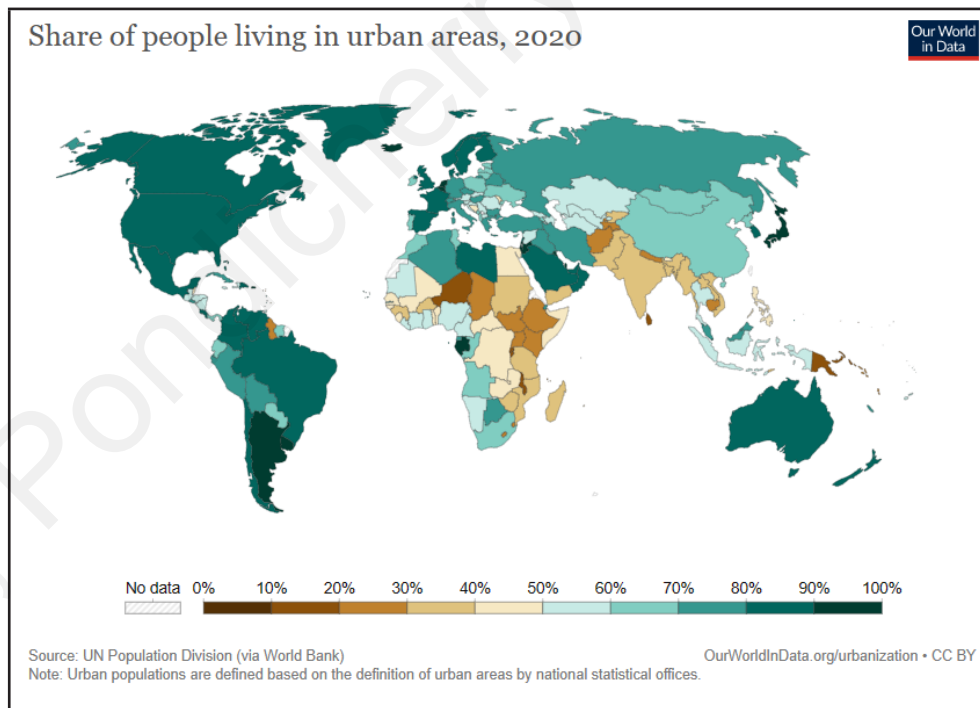 Share of people living in urban areas, 2020
Our World
in Data
Pondicherry
No data 0% 10% 20% 30% 40% 50% 60% 70% 80% 90% 100%
Source: UN Population Division (via World Bank)
OurWorldInData.org/urbanization • CC BY
Note: Urban populations are defined based on the definition of urban areas by national statistical offices.